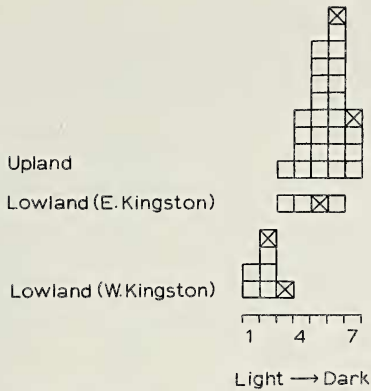 Upland
Lowland (E. Kingston)
Lowland (W. Kingston)
1 4 7
Light → Dark